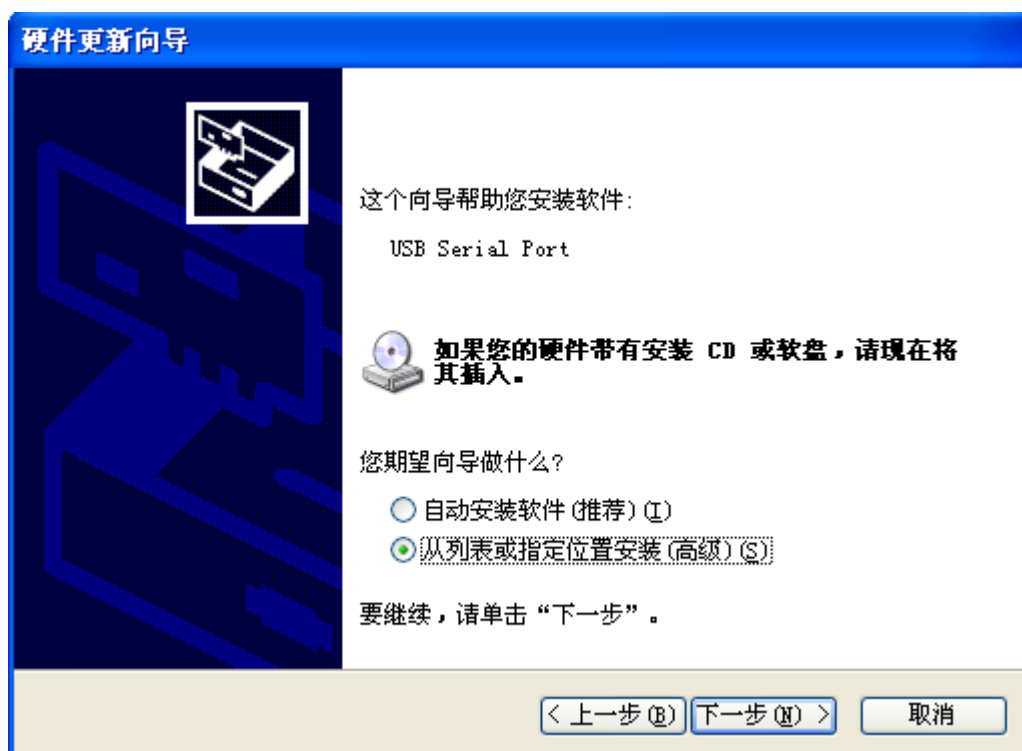 硬件更新向导
这个向导帮助您安装软件:
USB Serial Port
如果您的硬件带有安装 CD 或软盘，请现在将
其插入。
您期望向导做什么?
自动安装软件(推荐)(I)
从列表或指定位置安装(高级)(S)
要继续，请单击“下一步”。
< 上一步(B) 下一步(N) > 取消